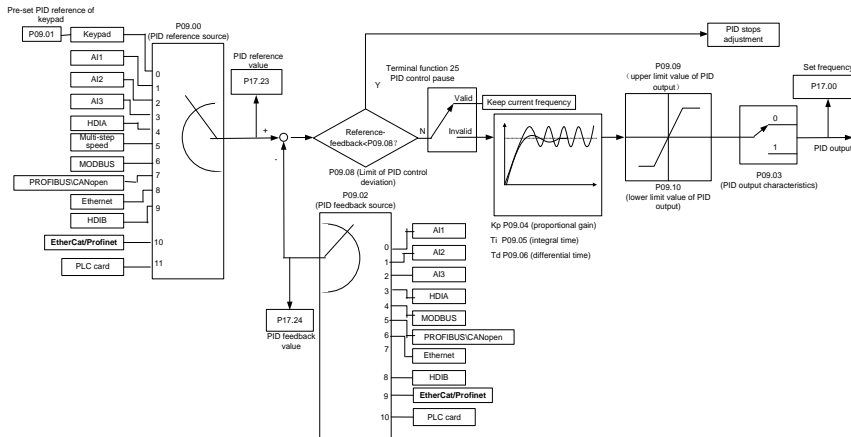 Pre-set PID reference of
keypad
P09.01
Keypad
AI1
AI2
AI3
HDIA
Multi-step
speed
MODBUS
PROFIBUS\CANopen
Ethernet
HDIB
EtherCat/Profinet
PLC card
P09.00
(PID reference source)
0
1
2
3
4
5
6
7
8
9
10
11
PID reference
value
P17.23
+
-
Reference-
feedback<P09.08?
Y
N
P09.08 (Limit of PID control
deviation)
Terminal function 25
PID control pause
Valid
Invalid
Keep current frequency
PID stops
adjustment
Kp P09.04 (proportional gain)
Ti P09.05 (integral time)
Td P09.06 (differential time)
P09.09
(upper limit value of PID
output)
P09.10
(lower limit value of PID
output)
0
1
P09.03
(PID output characteristics)
Set frequency
P17.00
PID output
P09.02
(PID feedback source)
P17.24
PID feedback
value
0
1
2
3
4
5
6
7
8
9
10
AI1
AI2
AI3
HDIA
MODBUS
PROFIBUS\CANopen
Ethernet
HDIB
EtherCat/Profinet
PLC card